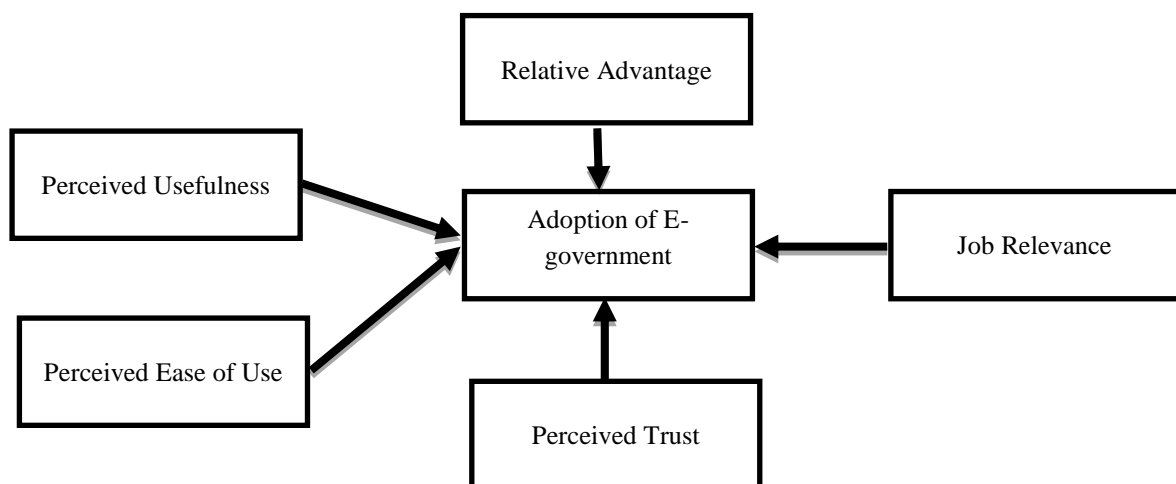 Relative Advantage
Perceived Usefulness
Adoption of E-
government
Job Relevance
Perceived Ease of Use
Perceived Trust